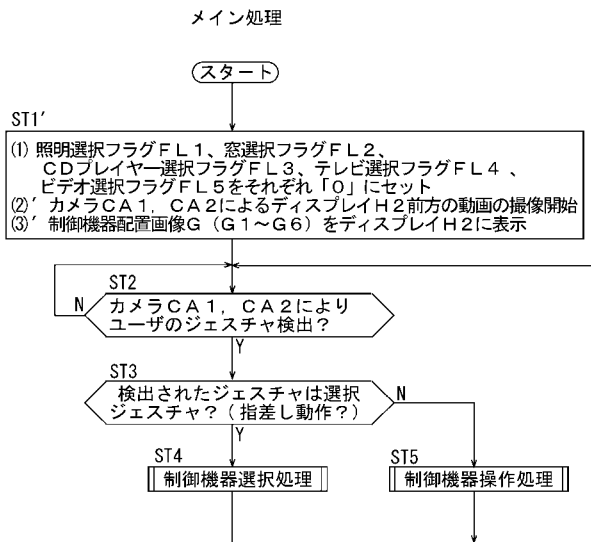 メイン処理
スタート
ST1'
(1) 照明選択フラグFL1、窓選択フラグFL2、
CDプレイヤー選択フラグFL3、テレビ選択フラグFL4、
ビデオ選択フラグFL5をそれぞれ「0」にセット
(2)' カメラCA1, CA2によるディスプレイH2前方の動画の撮像開始
(3)' 制御機器配置画像G (G1～G6) をディスプレイH2に表示
ST2
N
カメラCA1, CA2により
ユーザのジェスチャ検出?
Y
ST3
検出されたジェスチャは選択
ジェスチャ? (指差し動作?)
N
Y
ST4
制御機器選択処理
ST5
制御機器操作処理